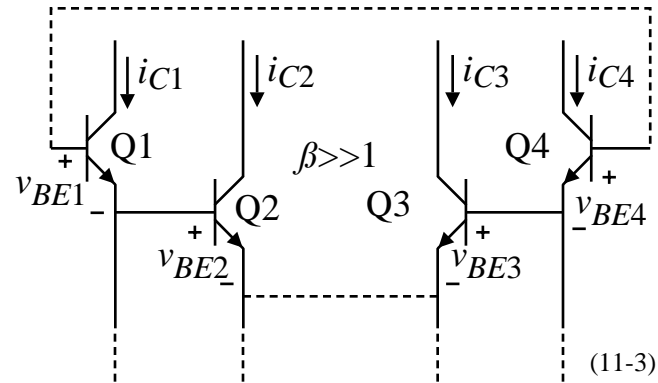 iC1 iC2 iC3 iC4
Q1 Q4
+ β>>1 +
vBE1 – Q2 Q3 vBE4 –
+ +
vBE2 – vBE3 –
(11-3)